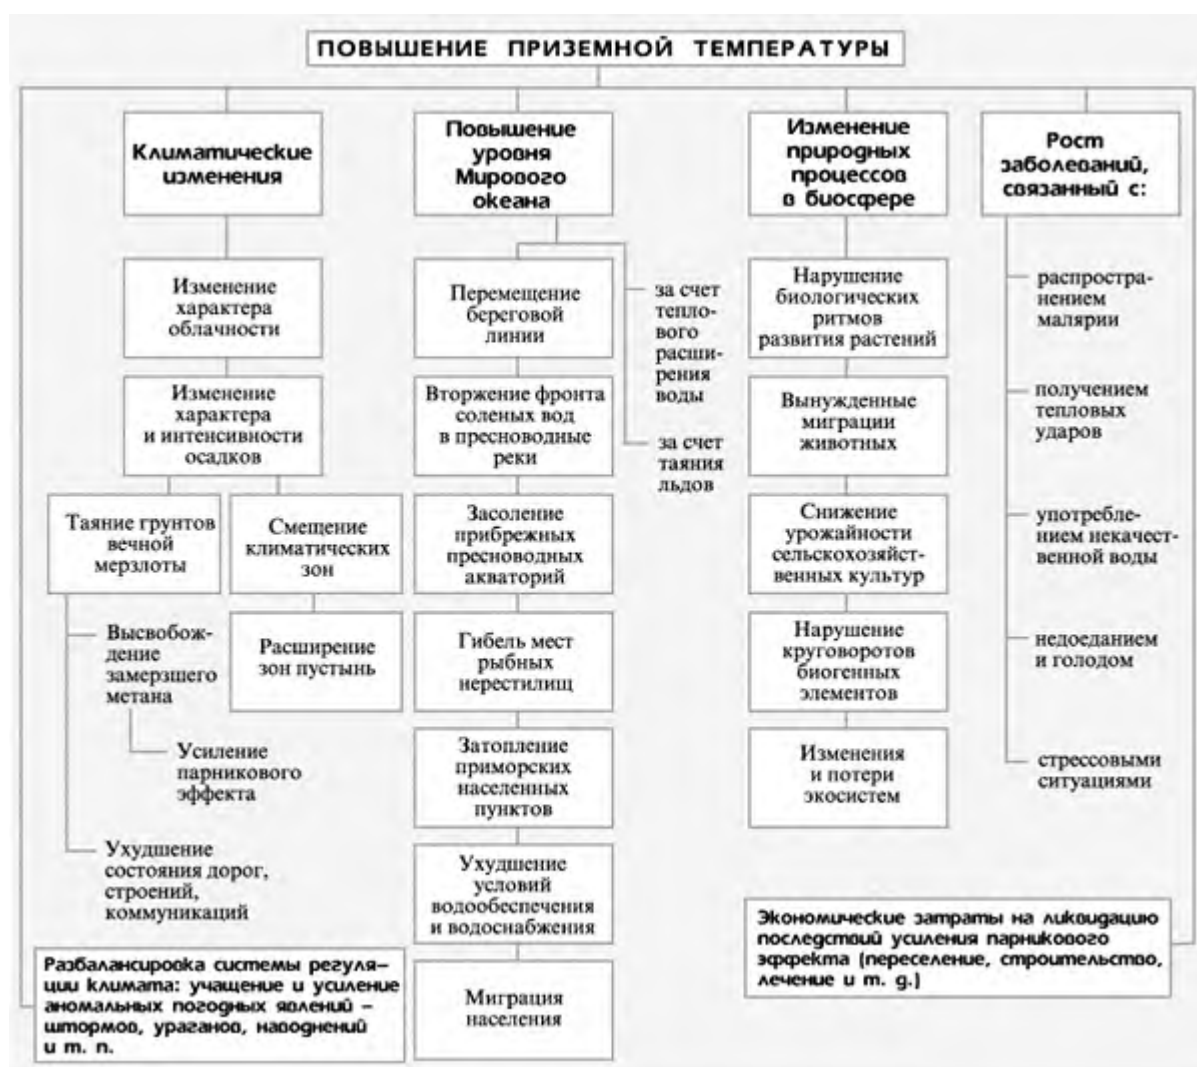 ПОВЫШЕНИЕ ПРИЗЕМНОЙ ТЕМПЕРАТУРЫ
Климатические
изменения
Изменение
характера
облачности
Изменение
характера
и интенсивности
осадков
Таяние грунтов
вечной
мерзлоты
Высвобож-
дение
замерзшего
метана
Усиление
парникового
эффекта
Ухудшение
состояния дорог,
строений,
коммуникаций
Смещение
климатических
зон
Расширение
зон пустынь
Повышение
уровня
Мирового
океана
Перемещение
береговой
линии
Вторжение фронта
соленых вод
в пресноводные
реки
Засоление
прибрежных
пресноводных
акваторий
Гибель мест
рыбных
нерестилищ
Затопление
приморских
населенных
пунктов
Ухудшение
условий
водообеспечения
и водоснабжения
Миграция
населения
за счет
тепло-
вого
расши-
рения
воды
за счет
таяния
льдов
Изменение
природных
процессов
в биосфере
Нарушение
биологических
ритмов
развития растений
Вынужденные
миграции
животных
Снижение
урожайности
сельскохозяйст-
венных культур
Нарушение
круговоротов
биогенных
элементов
Изменения
и потери
экосистем
Рост
заболеваний,
связанный с:
распростра-
нением
малярии
получением
тепловых
ударов
употребле-
нием некачест-
венной воды
недоеданием
и голодом
стрессовыми
ситуациями
Разбалансировка системы регуля-
ции климата: учащение и усиление
аномальных погодных явлений –
штормов, ураганов, наводнений
и т. п.
Экономические затраты на ликвидацию
последствий усиления парникового
эффекта (переселение, строительство,
лечение и т. д.)